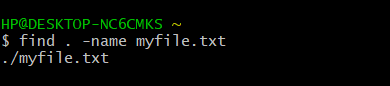 HP@DESKTOP-NC6CMKS ~
$ find . -name myfile.txt
./myfile.txt